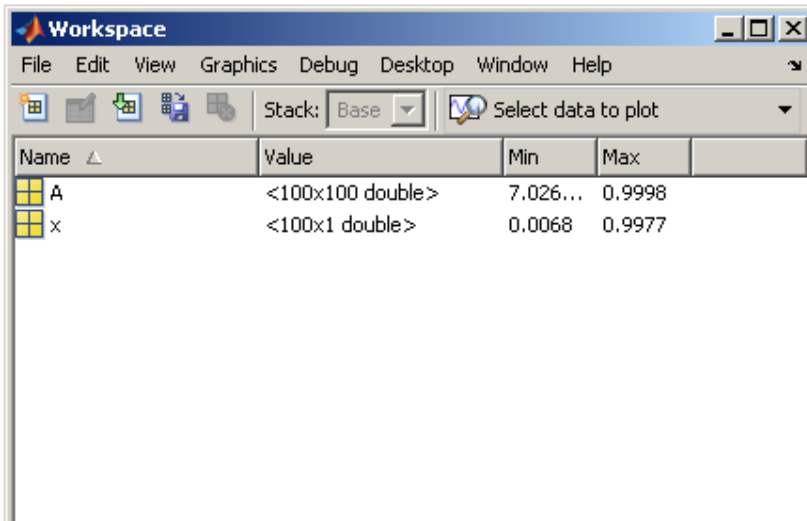 Workspace
File Edit View Graphics Debug Desktop Window Help
Stack: Base Select data to plot
Name Value Min Max
A <100x100 double> 7.026... 0.9998
x <100x1 double> 0.0068 0.9977